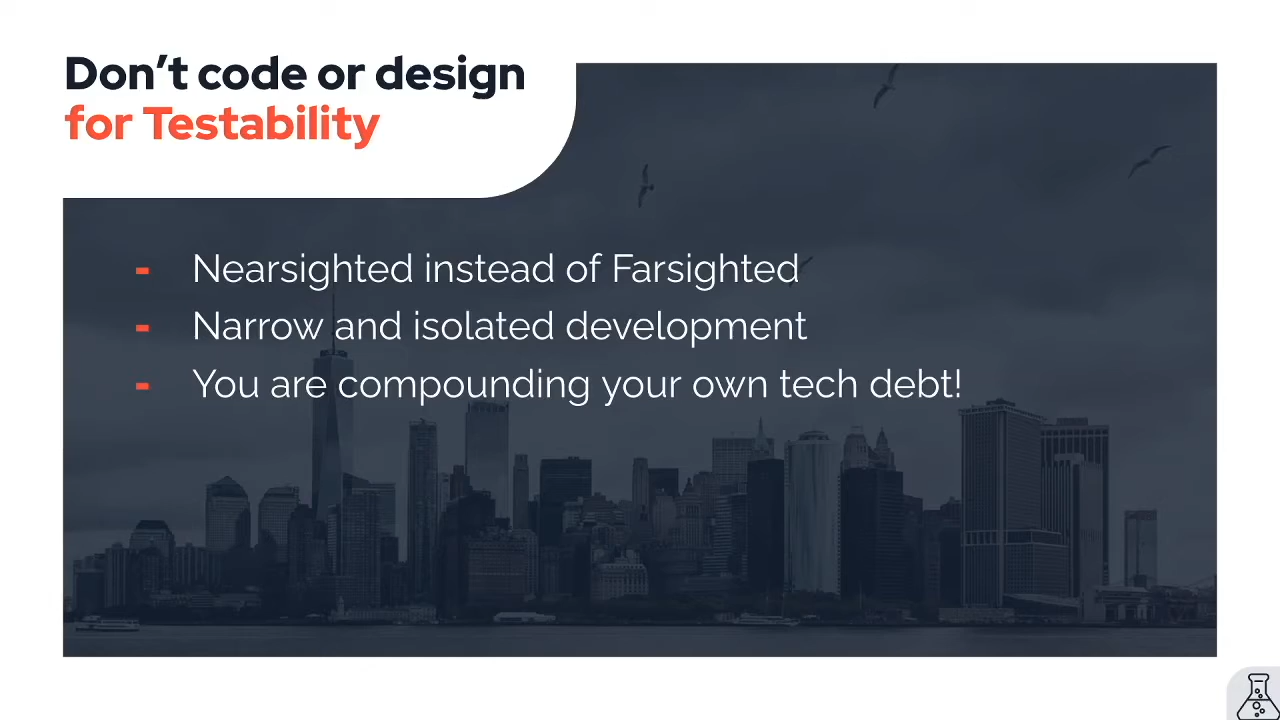 Don’t code or design
for Testability
- Nearsighted instead of Farsighted
- Narrow and isolated development
- You are compounding your own tech debt!